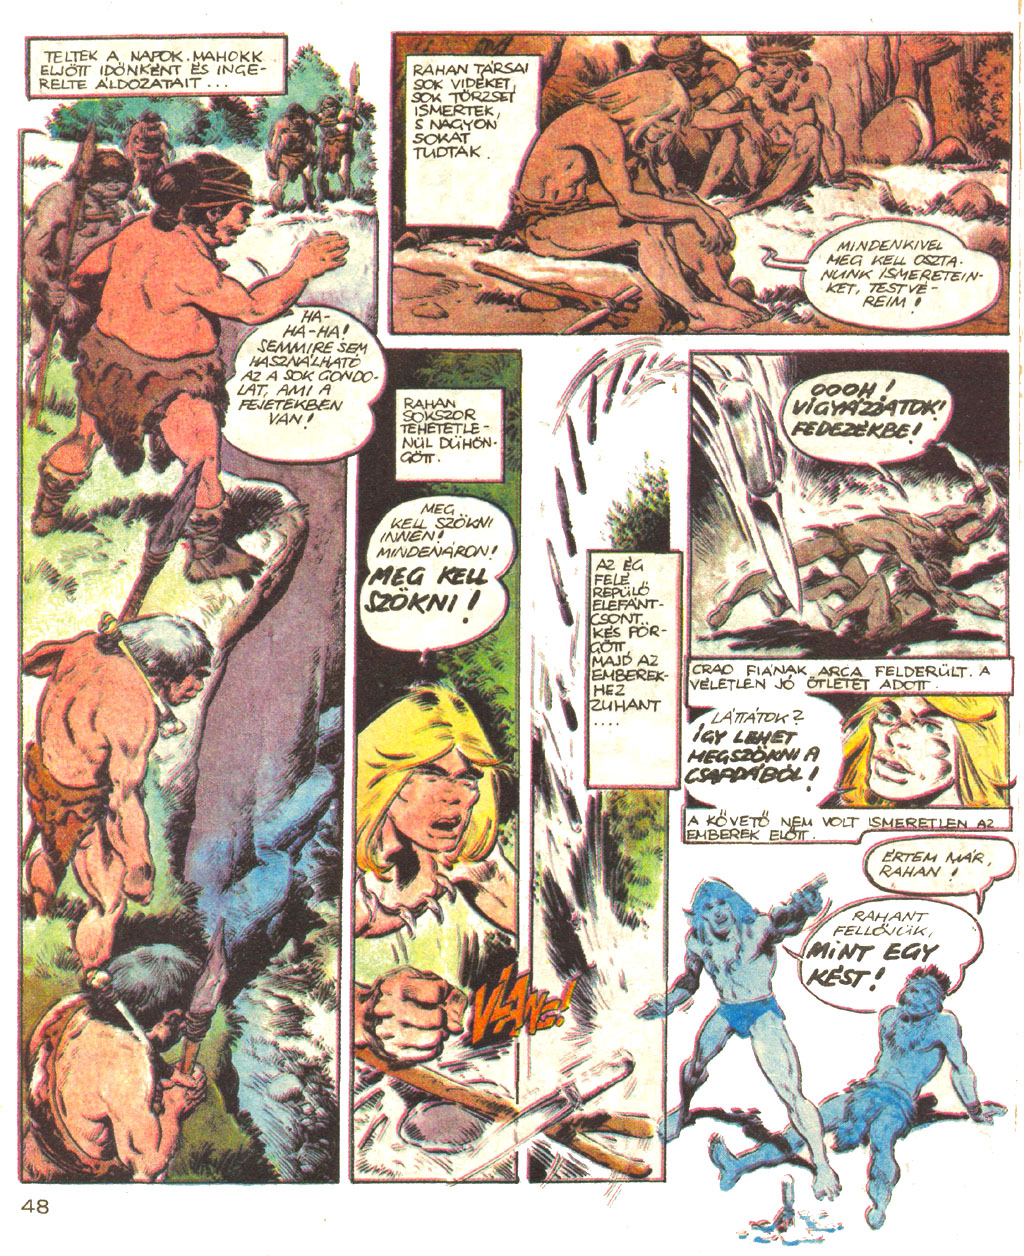 TELTEK A NAPOK. MAHOKK
ELJÖTT IDŐNKÉNT ÉS INGE-
RELTE ÁLDOZATAIT...
HA-
HA-HA!
SEMMIRE SEM
HASZNÁLHATÓ
AZ A SOK GONDO-
LAT, AMI A
FEJETEKBEN
VAN!
RAHAN TÁRSAI
SOK VIDÉKET,
SOK TÖRZSET
ISMERTEK,
S NAGYON
SOKAT
TUDTAK.
MINDENKIVEL
MEG KELL OSZTA-
NUNK ISMERETEIN-
KET, TESTVÉ-
REIM!
RAHAN
SOKSZOR
TEHETETLE-
NÜL DÜHÖN-
GÖTT.
MEG
KELL SZÖKNI
INNEN!
MINDENÁRON!
MEG KELL
SZÖKNI!
VLANG!
AZ ÉG
FELÉ
REPÜLŐ
ELEFÁNT-
CSONT
KÉS PÖR-
GÖTT
MAJD AZ
EMBEREK-
HEZ
ZUHANT
....
OOOH!
VIGYÁZZATOK!
FEDEZÉKBE!
CRAO FIÁNAK ARCA FELDERÜLT. A
VÉLETLEN JÓ ÖTLETET ADOTT.
LÁTTÁTOK?
ÍGY LEHET
MEGSZÖKNI A
CSAPDÁBÓL!
A KÖVETŐ NEM VOLT ISMERETLEN AZ
EMBEREK ELŐTT.
ÉRTEM MÁR,
RAHAN!
RAHANT
FELLŐJÜK,
MINT EGY
KÉST!
48